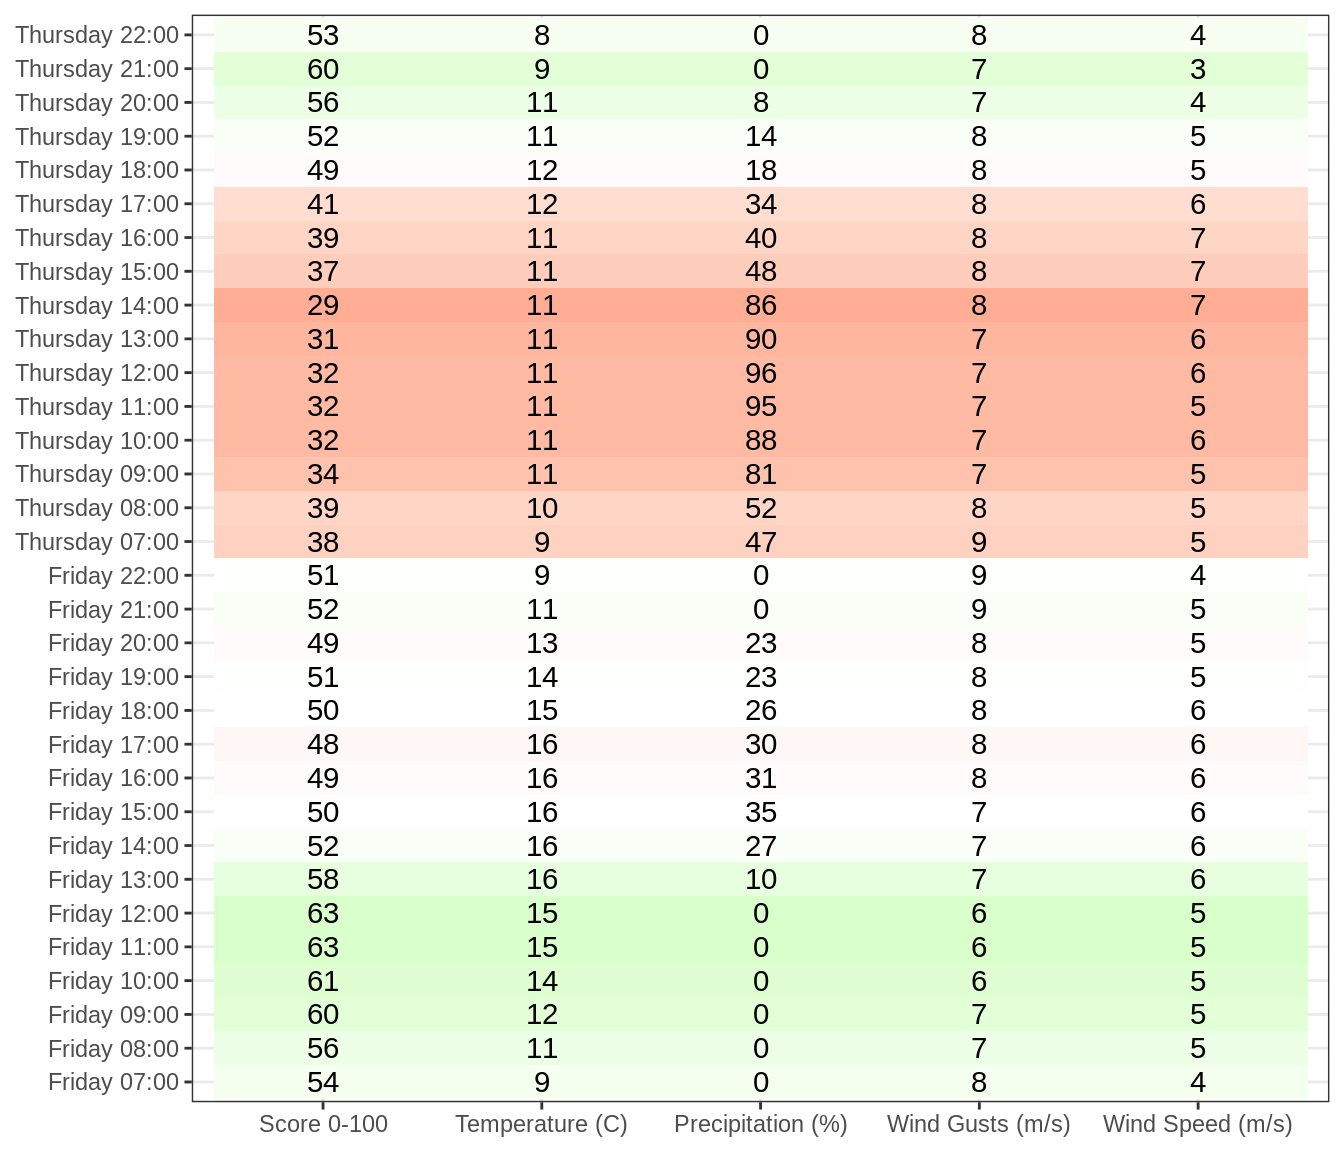 Thursday 22:00 53 8 0 8 4
Thursday 21:00 60 9 0 7 3
Thursday 20:00 56 11 8 7 4
Thursday 19:00 52 11 14 8 5
Thursday 18:00 49 12 18 8 5
Thursday 17:00 41 12 34 8 6
Thursday 16:00 39 11 40 8 7
Thursday 15:00 37 11 48 8 7
Thursday 14:00 29 11 86 8 7
Thursday 13:00 31 11 90 7 6
Thursday 12:00 32 11 96 7 6
Thursday 11:00 32 11 95 7 5
Thursday 10:00 32 11 88 7 6
Thursday 09:00 34 11 81 7 5
Thursday 08:00 39 10 52 8 5
Thursday 07:00 38 9 47 9 5
Friday 22:00 51 9 0 9 4
Friday 21:00 52 11 0 9 5
Friday 20:00 49 13 23 8 5
Friday 19:00 51 14 23 8 5
Friday 18:00 50 15 26 8 6
Friday 17:00 48 16 30 8 6
Friday 16:00 49 16 31 8 6
Friday 15:00 50 16 35 7 6
Friday 14:00 52 16 27 7 6
Friday 13:00 58 16 10 7 6
Friday 12:00 63 15 0 6 5
Friday 11:00 63 15 0 6 5
Friday 10:00 61 14 0 6 5
Friday 09:00 60 12 0 7 5
Friday 08:00 56 11 0 7 5
Friday 07:00 54 9 0 8 4
Score 0-100 Temperature (C) Precipitation (%) Wind Gusts (m/s) Wind Speed (m/s)